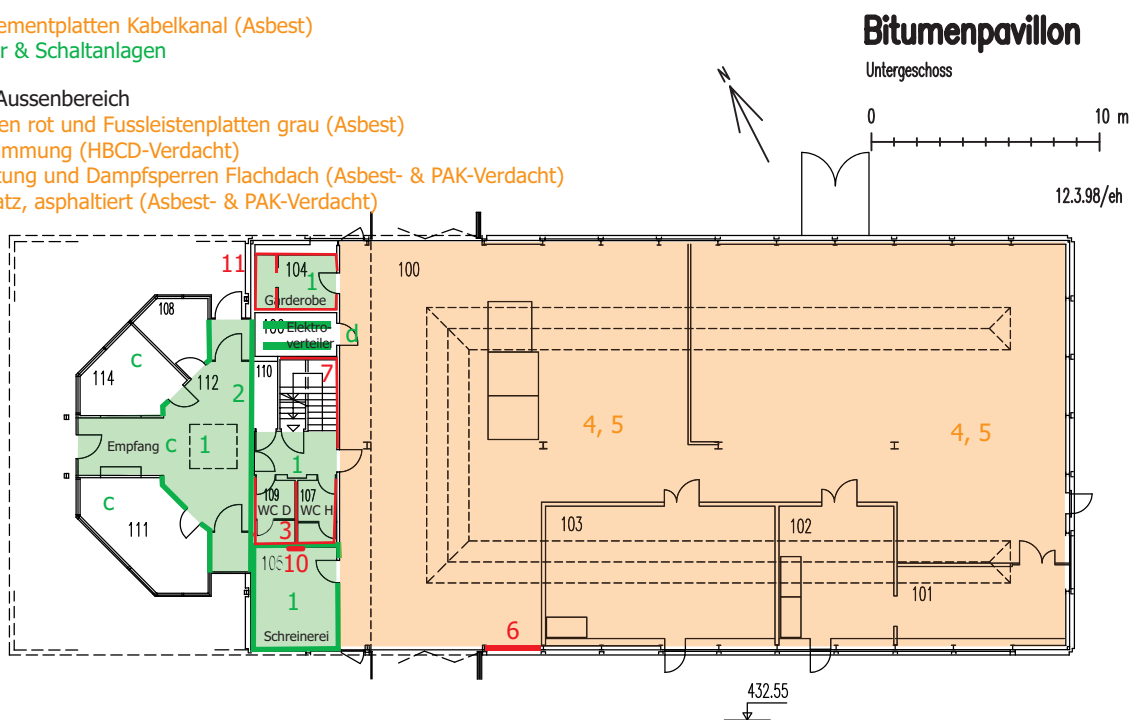 ementplatten Kabelkanal (Asbest)
r & Schaltanlagen
Aussenbereich
en rot und Fussleistenplatten grau (Asbest)
mmung (HBCD-Verdacht)
tung und Dampfsperren Flachdach (Asbest- & PAK-Verdacht)
atz, asphaltiert (Asbest- & PAK-Verdacht)
Bitumenpavillon
Untergeschoss
N
0 10 m
12.3.98/eh
11
104
1
Garderobe
100
108
Elektro-
verteiler
d
c
114
112
2
110
7
4, 5
4, 5
Empfang
c
1
1
c
111
109
WC D
107
WC H
3
10
1
Schreinerei
103
102
101
6
432.55